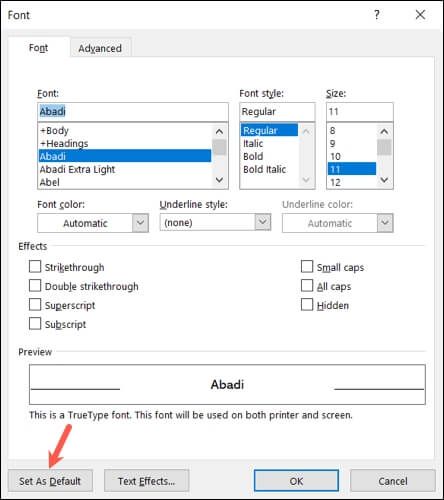 Font ? ×
Font Advanced
Font: Font style: Size:
Abadi Regular 11
+Body Regular 8
+Headings Italic 9
Abadi Bold 10
Abadi Extra Light Bold Italic 11
Abel 12
Font color: Underline style: Underline color:
Automatic (none) Automatic
Effects
Strikethrough Small caps
Double strikethrough All caps
Superscript Hidden
Subscript
Preview
Abadi
This is a TrueType font. This font will be used on both printer and screen.
Set As Default Text Effects... OK Cancel